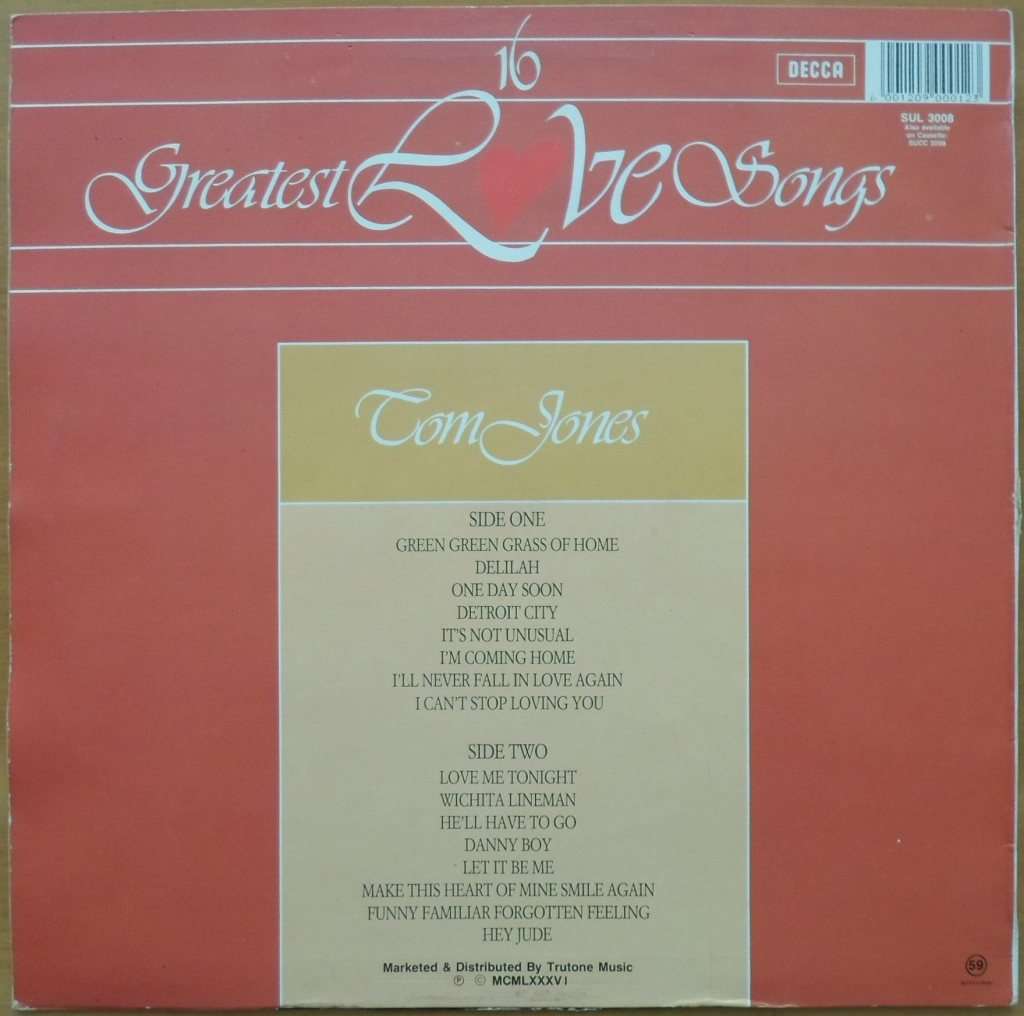 16
Greatest Love Songs
DECCA
6 001209 000123
SUL 3008
Also available
on Cassette:
Tom Jones
SIDE ONE
GREEN GREEN GRASS OF HOME
DELILAH
ONE DAY SOON
DETROIT CITY
IT'S NOT UNUSUAL
I'M COMING HOME
I'LL NEVER FALL IN LOVE AGAIN
I CAN'T STOP LOVING YOU
SIDE TWO
LOVE ME TONIGHT
WICHITA LINEMAN
HE'LL HAVE TO GO
DANNY BOY
LET IT BE ME
MAKE THIS HEART OF MINE SMILE AGAIN
FUNNY FAMILIAR FORGOTTEN FEELING
HEY JUDE
Marketed & Distributed By Trutone Music
Ⓟ © MCMLXXXVI
59